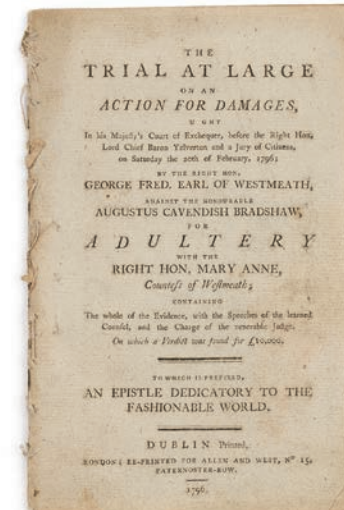 THE
TRIAL AT LARGE
ON AN
ACTION FOR DAMAGES,
In his Majesty's Court of Exchequer, before the Right Hon.
Lord Chief Baron Yelverton and a Jury of Citizens,
on Saturday the 20th of February, 1796;
BY THE RIGHT HON.
GEORGE FRED. EARL OF WESTMEATH,
AGAINST THE HONOURABLE
AUGUSTUS CAVENDISH BRADSHAW,
FOR
ADULTERY
WITH THE
RIGHT HON. MARY ANNE,
Countess of Westmeath;
CONTAINING
The whole of the Evidence, with the Speeches of the learned
Counsel, and the Charge of the venerable Judge.
On which a Verdict was found for £10,000.
TO WHICH IS PREFIXED,
AN EPISTLE DEDICATORY TO THE
FASHIONABLE WORLD.
DUBLIN Printed,
LONDON: RE-PRINTED FOR ALLEN AND WEST, Nº 15,
PATERNOSTER-ROW.
1796.